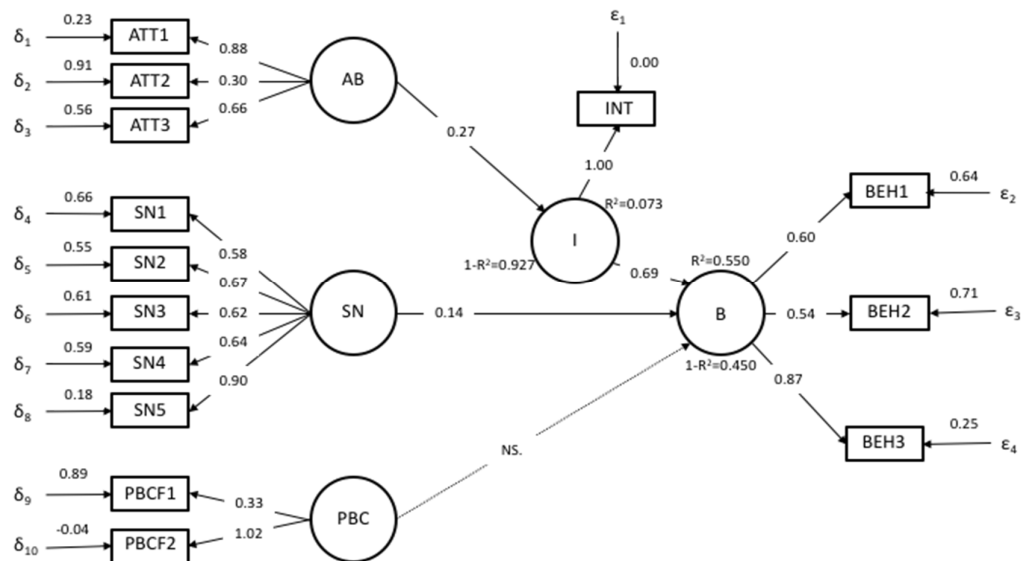 δ1 0.23 ATT1
δ2 0.91 ATT2
δ3 0.56 ATT3
0.88
0.30
0.66
AB
0.27
ε1
0.00
INT
1.00
R²=0.073
I
1-R²=0.927
0.69
δ4 0.66 SN1
δ5 0.55 SN2
δ6 0.61 SN3
δ7 0.59 SN4
δ8 0.18 SN5
0.58
0.67
0.62
0.64
0.90
SN
0.14
R²=0.550
B
1-R²=0.450
0.60
0.54
0.87
BEH1 0.64 ε2
BEH2 0.71 ε3
BEH3 0.25 ε4
δ9 0.89 PBCF1
δ10 -0.04 PBCF2
0.33
1.02
PBC
NS.